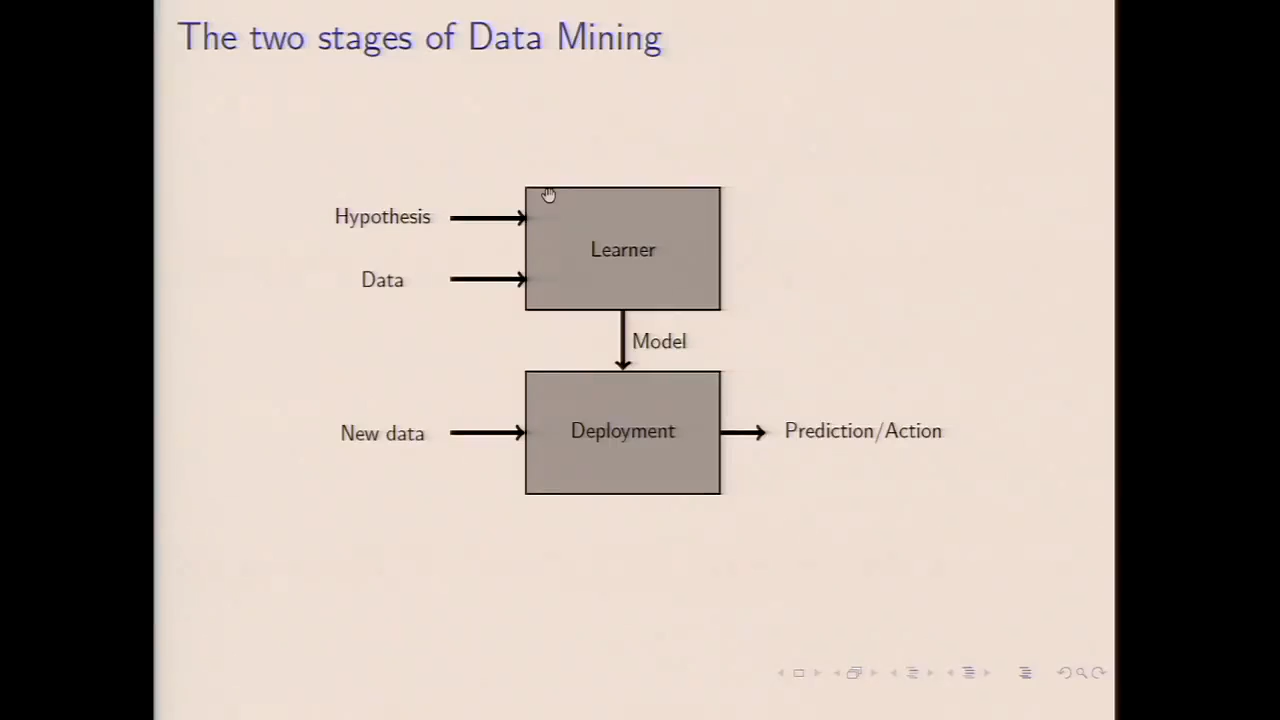 The two stages of Data Mining
Hypothesis
Learner
Data
Model
New data
Deployment
Prediction/Action